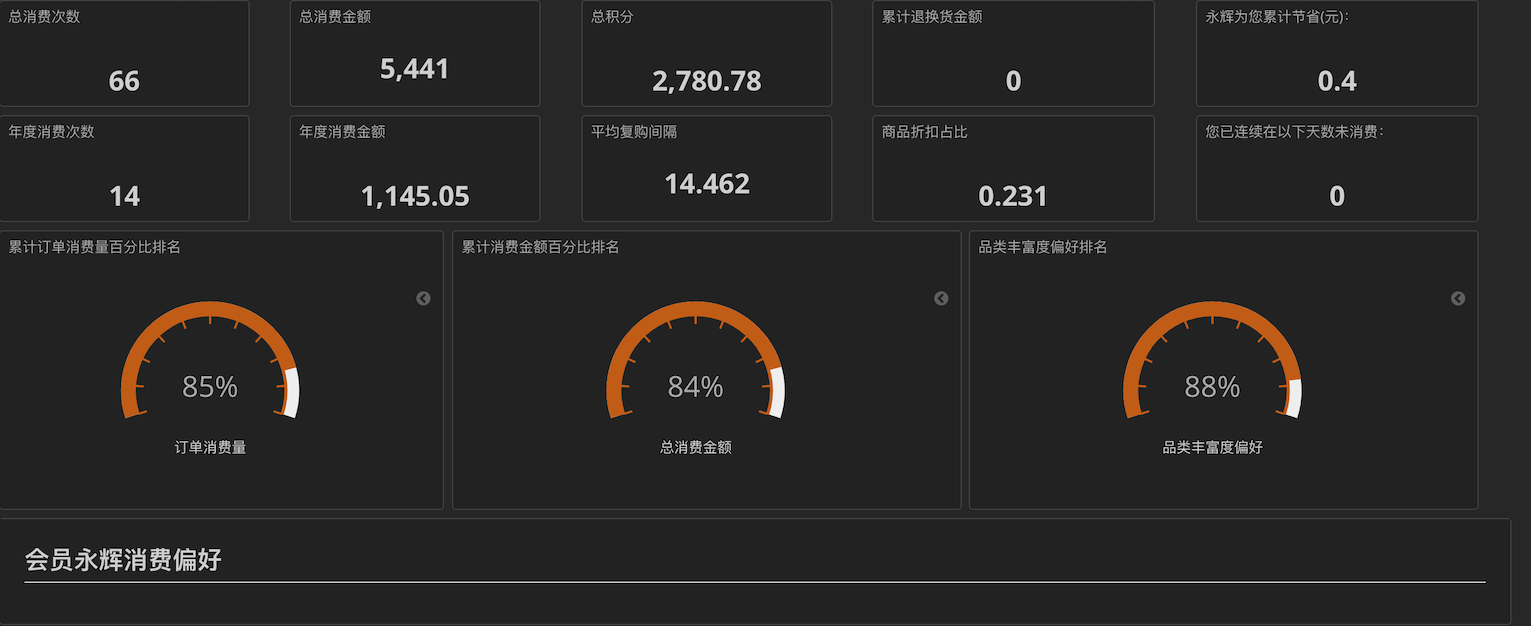 总消费次数
66
总消费金额
5,441
总积分
2,780.78
累计退换货金额
0
永辉为您累计节省(元):
0.4
年度消费次数
14
年度消费金额
1,145.05
平均复购间隔
14.462
商品折扣占比
0.231
您已连续在以下天数未消费:
0
累计订单消费量百分比排名
85%
订单消费量
累计消费金额百分比排名
84%
总消费金额
品类丰富度偏好排名
88%
品类丰富度偏好
会员永辉消费偏好